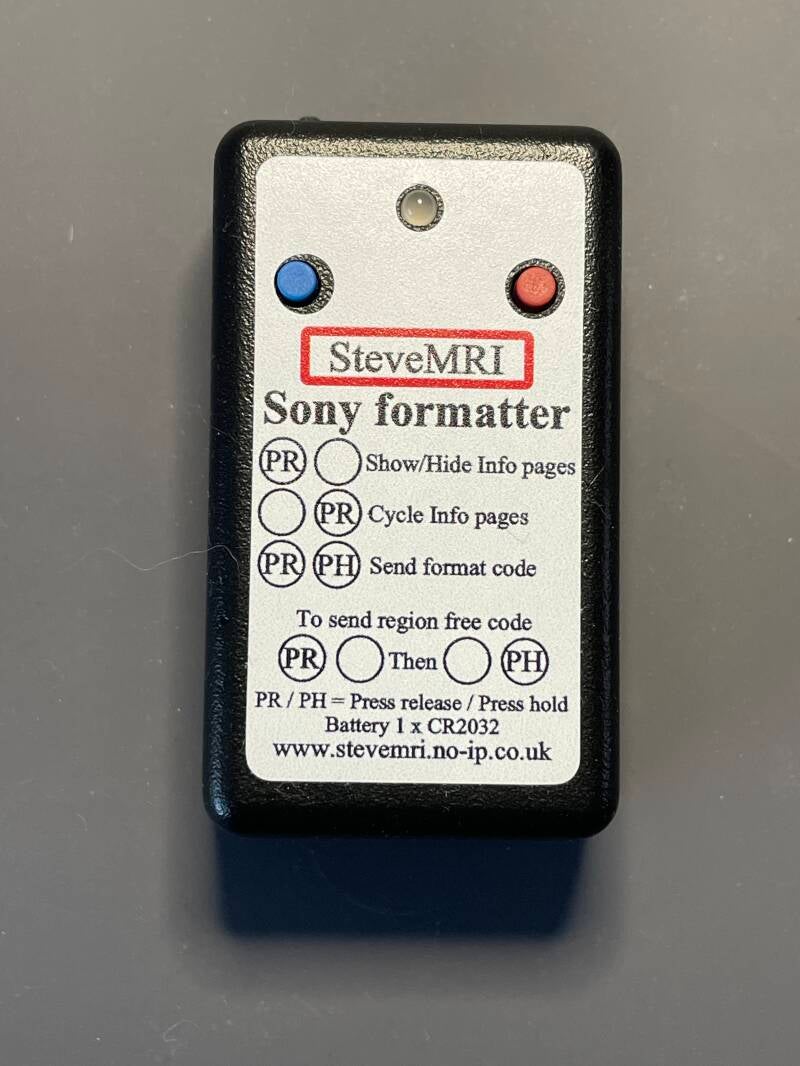 SteveMRI
Sony formatter
PR Show/Hide Info pages
PR Cycle Info pages
PR PH Send format code
To send region free code
PR Then PH
PR / PH = Press release / Press hold
Battery 1 x CR2032
www.stevemri.no-ip.co.uk